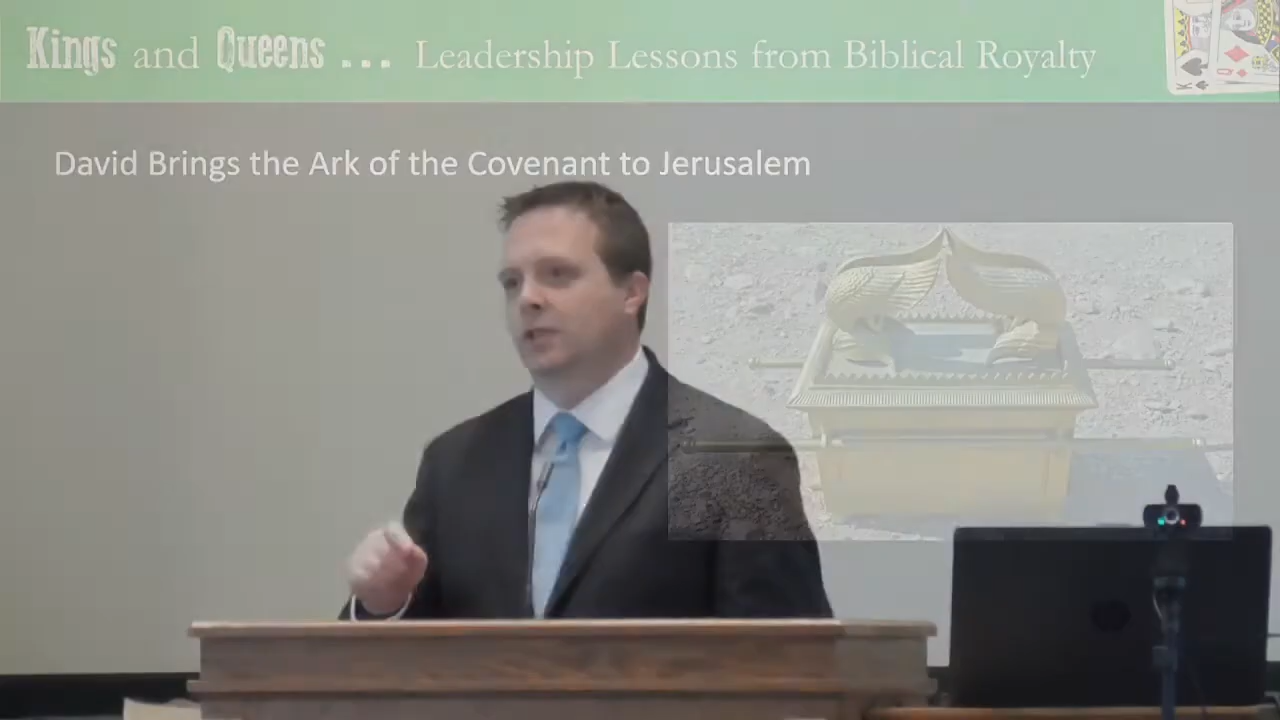 Kings and Queens ... Leadership Lessons from Biblical Royalty
David Brings the Ark of the Covenant to Jerusalem
K
Q